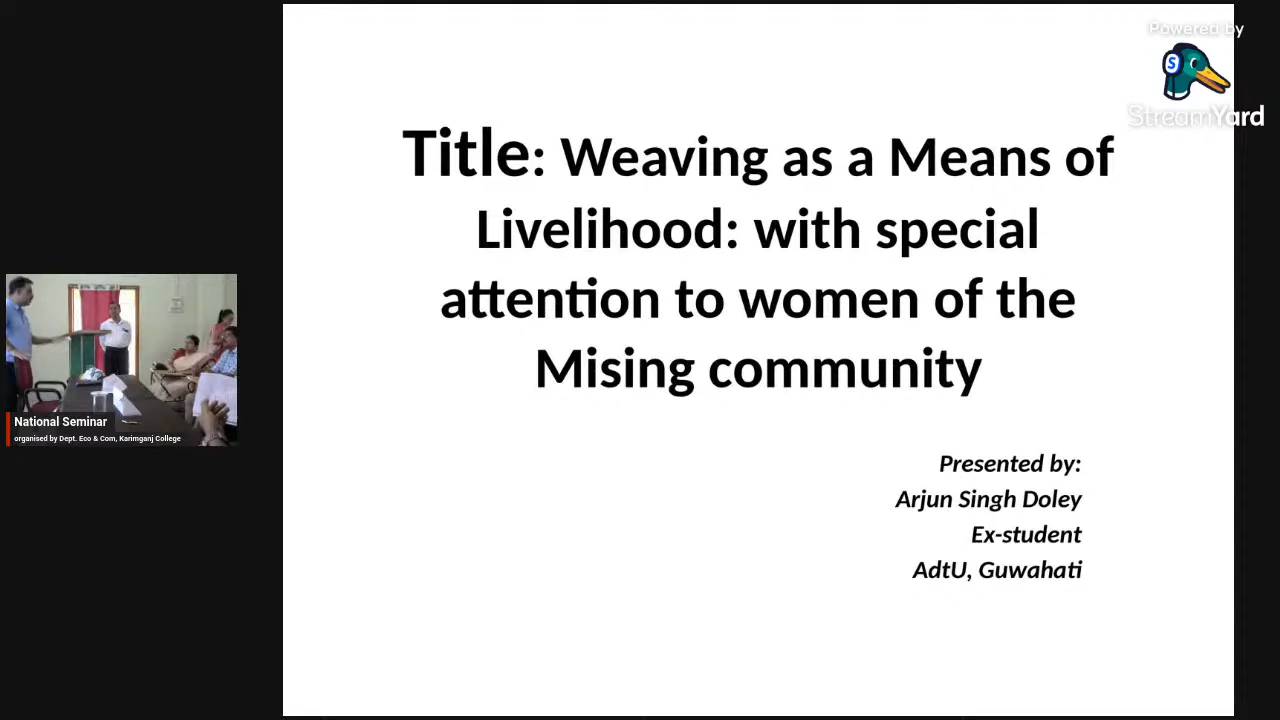 Powered by
StreamYard
Title: Weaving as a Means of
Livelihood: with special
attention to women of the
Mising community
Presented by:
Arjun Singh Doley
Ex-student
AdtU, Guwahati
National Seminar
organised by Dept. Eco & Com, Karimganj College